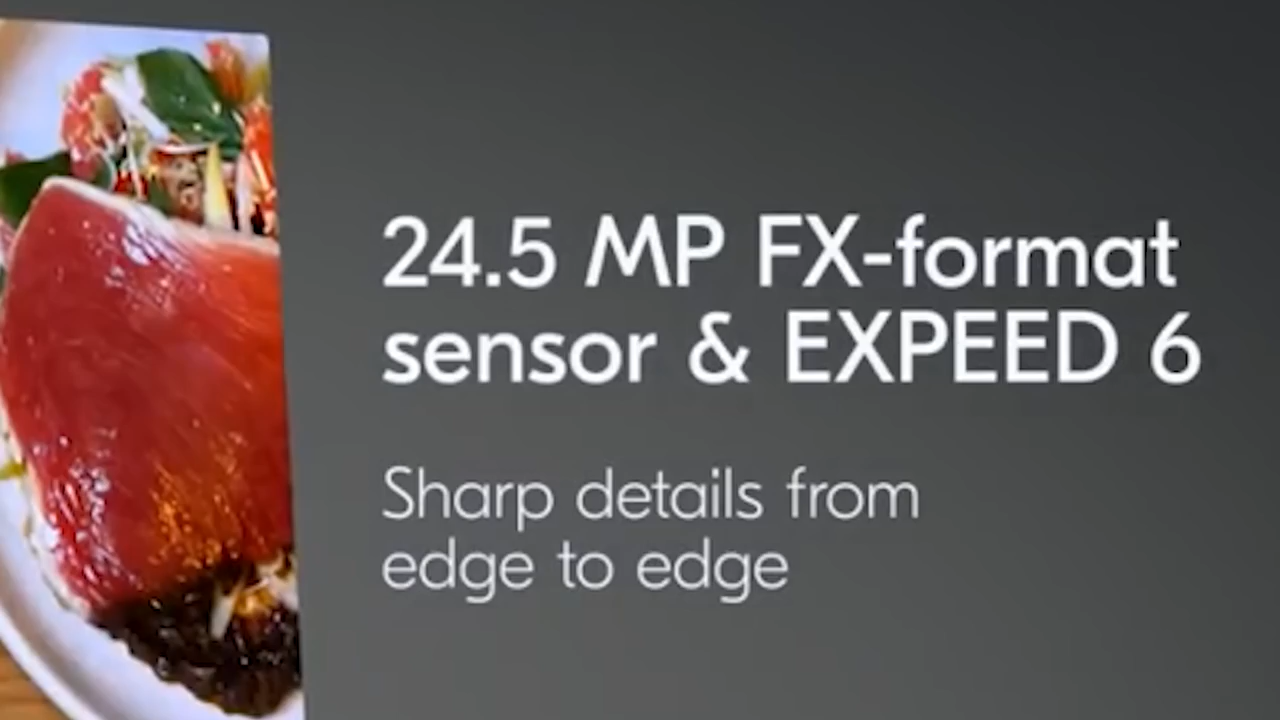 24.5 MP FX-format
sensor & EXPEED 6
Sharp details from
edge to edge